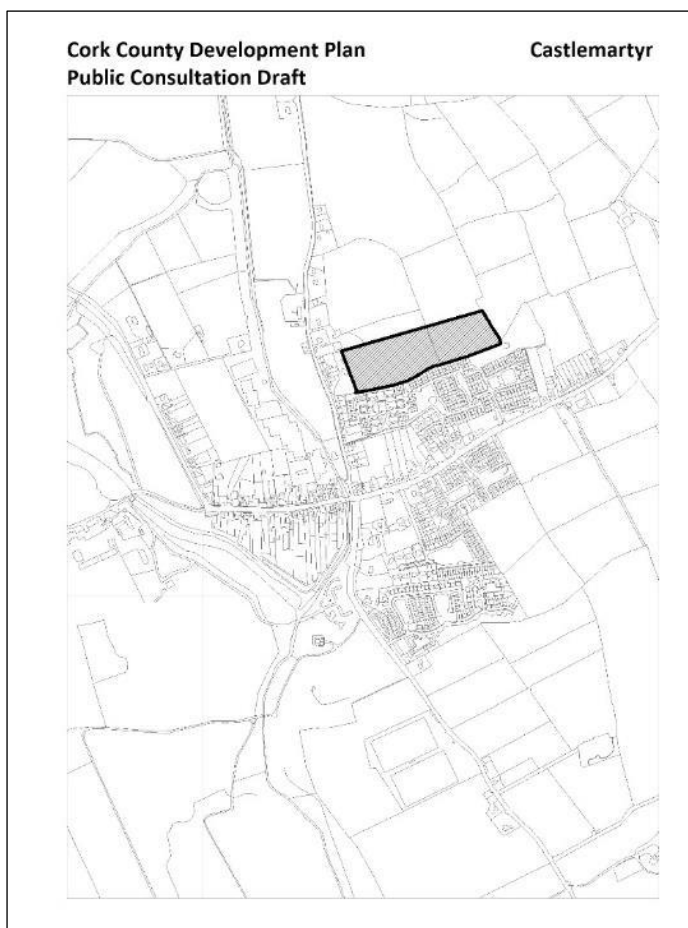 Cork County Development Plan
Castlemartyr
Public Consultation Draft